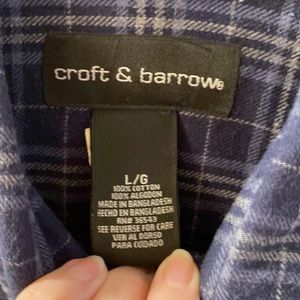 croft & barrow®
L/G
100% COTTON
100% ALGODON
MADE IN BANGLADESH
HECHO EN BANGLADESH
RN# 36543
SEE REVERSE FOR CARE
VER AL DORSO
PARA CUIDADO